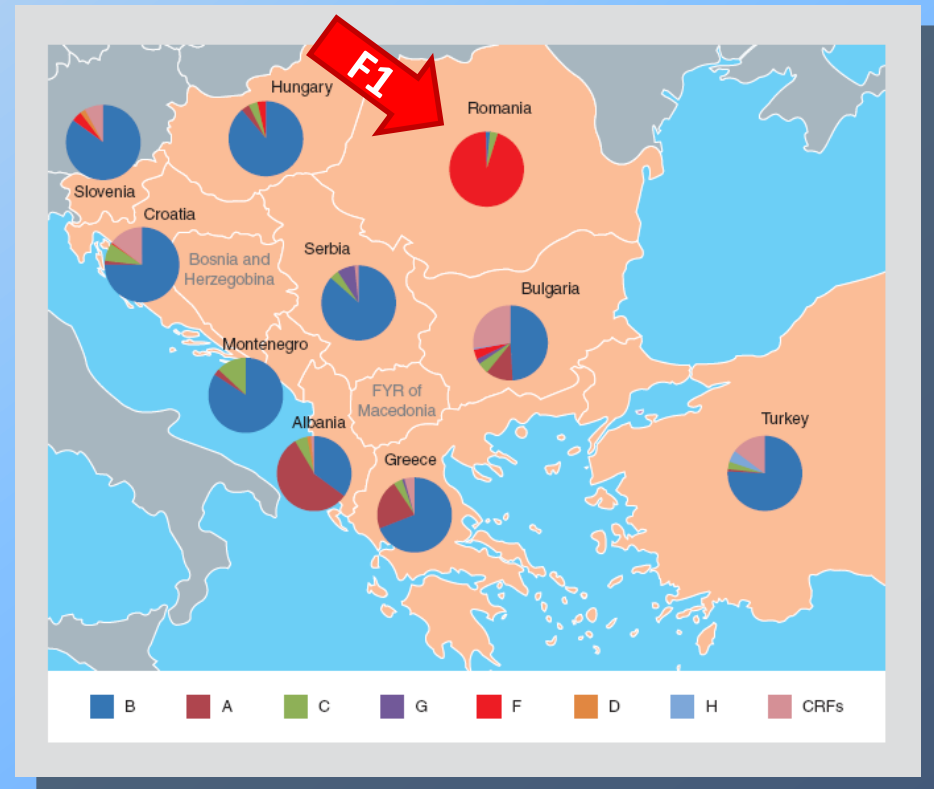 F1
Hungary
Romania
Slovenia
Croatia
Bosnia and
Herzegobina
Serbia
Bulgaria
Montenegro
FYR of
Macedonia
Albania
Greece
Turkey
B A C G F D H CRFs